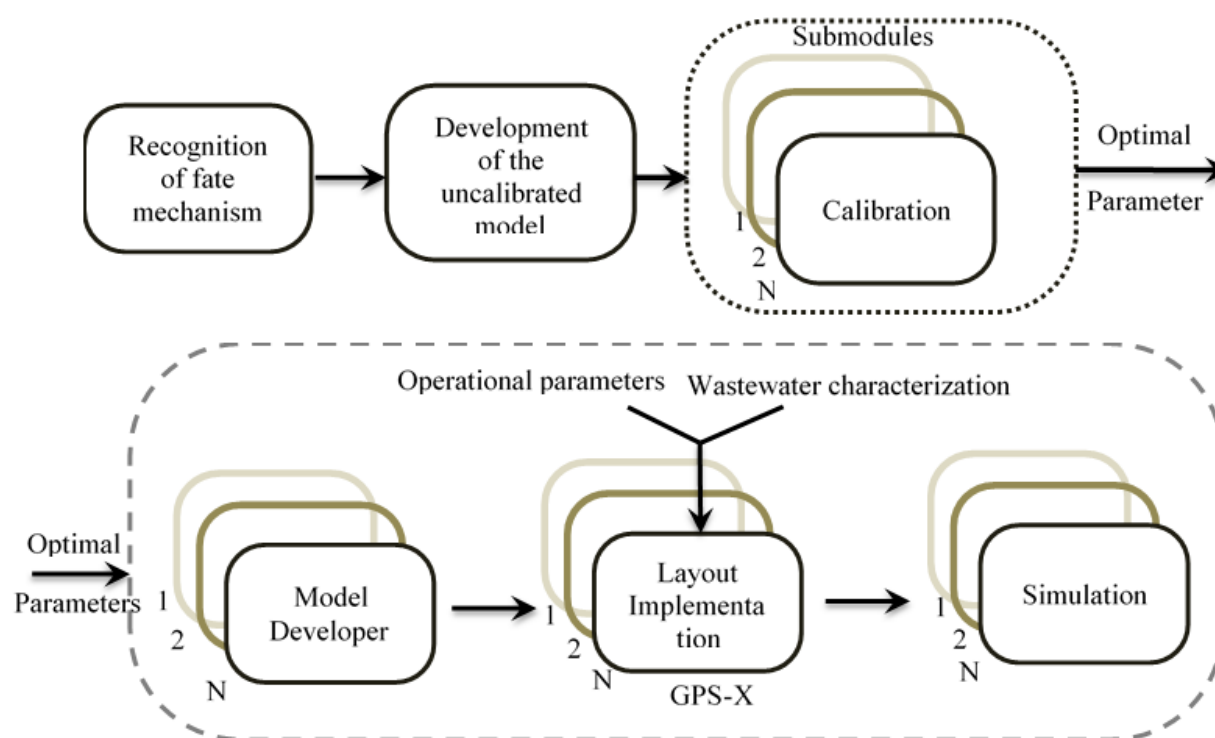 Submodules
Recognition
of fate
mechanism
Development
of the
uncalibrated
model
Calibration
1
2
N
Optimal
Parameter
Operational parameters
Wastewater characterization
Optimal
Parameters
1
2
N
Model
Developer
1
2
N
Layout
Implementa
tion
GPS-X
1
2
N
Simulation